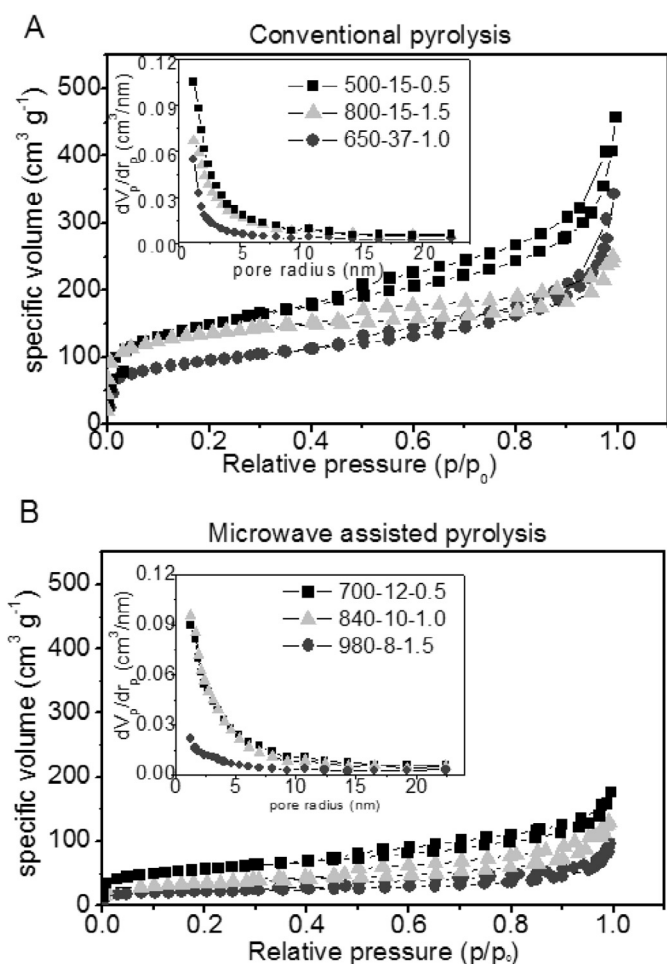 A
Conventional pyrolysis
500
400
300
200
100
0
specific volume (cm³ g⁻¹)
0.12
0.09
0.06
0.03
0.00
dVₚ/drₚ (cm³/nm)
500-15-0.5
800-15-1.5
650-37-1.0
0 5 10 15 20
pore radius (nm)
0.0 0.2 0.4 0.6 0.8 1.0
Relative pressure (p/p₀)
B
Microwave assisted pyrolysis
500
400
300
200
100
0
specific volume (cm³ g⁻¹)
0.12
0.09
0.06
0.03
0.00
dVₚ/drₚ (cm³/nm)
700-12-0.5
840-10-1.0
980-8-1.5
0 5 10 15 20 25
pore radius (nm)
0.0 0.2 0.4 0.6 0.8 1.0
Relative pressure (p/p₀)